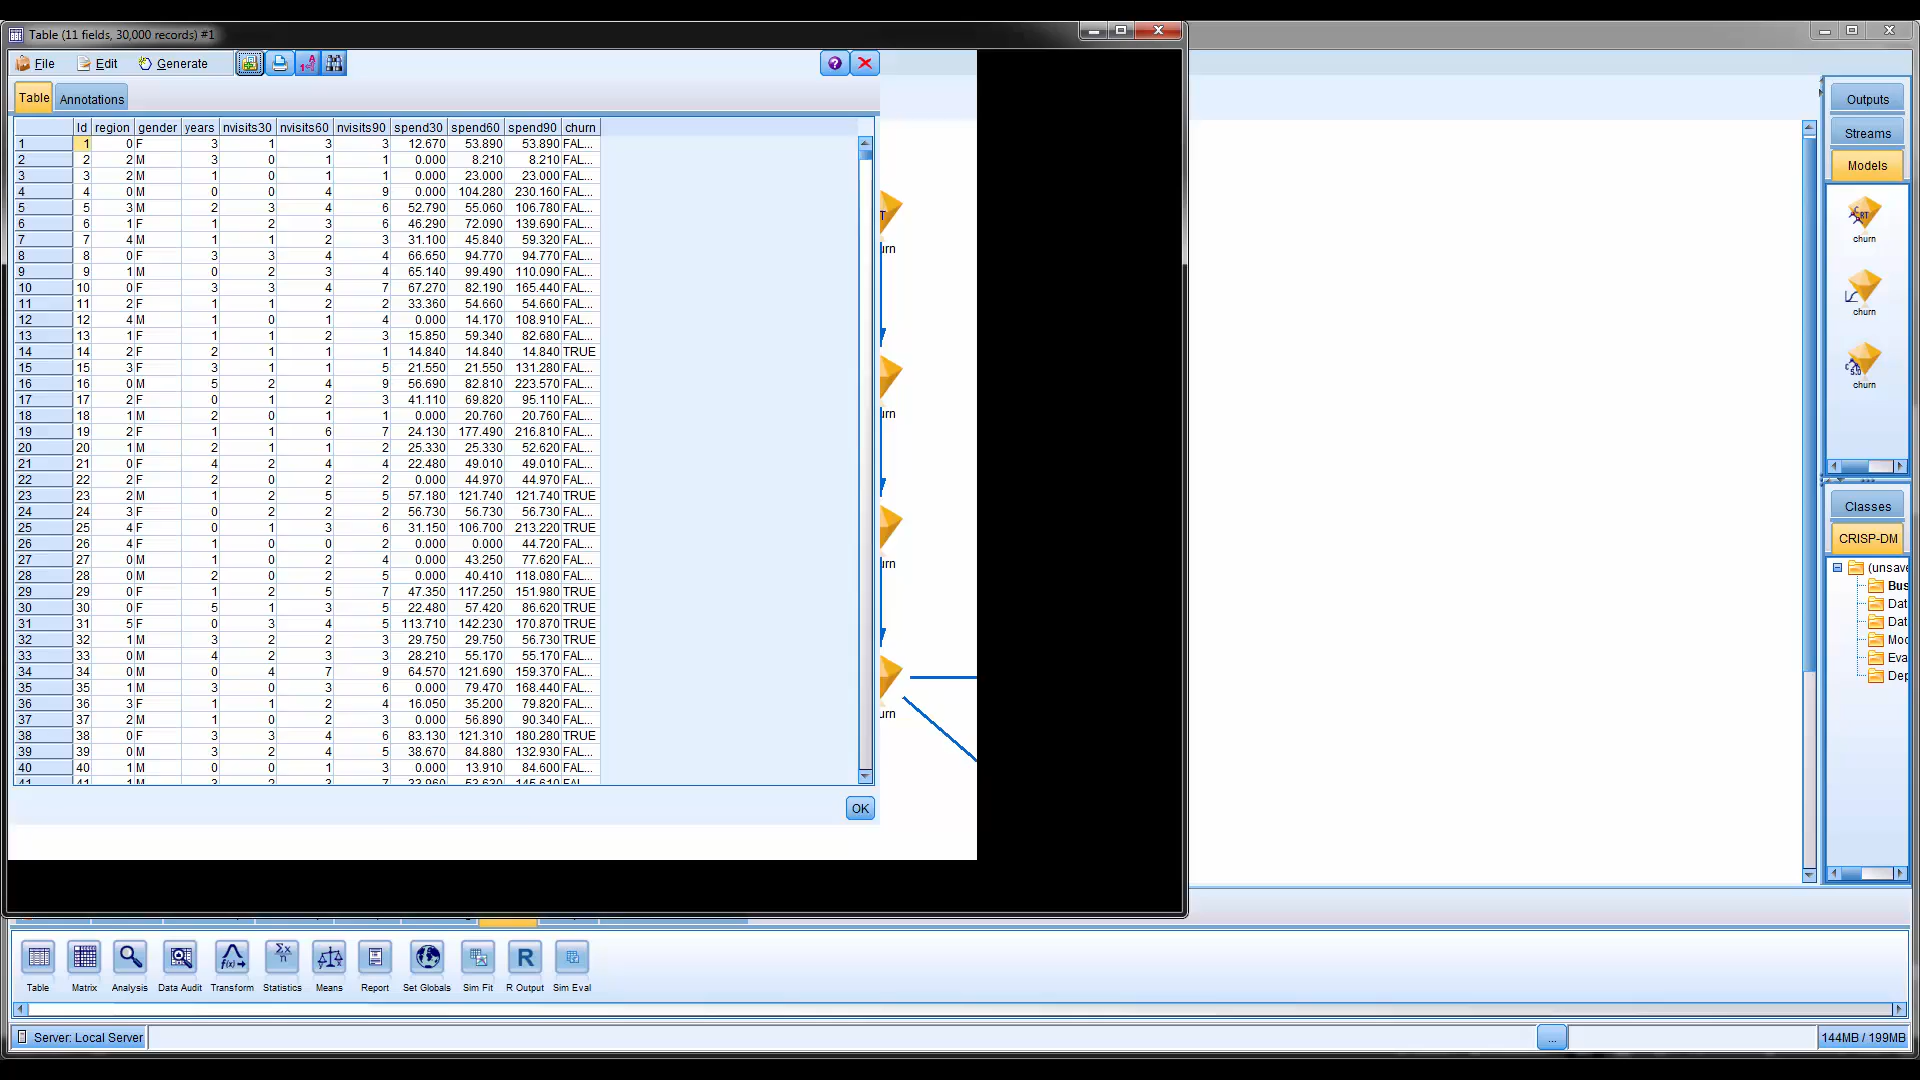 Table (11 fields, 30,000 records) #1
File Edit Generate
Table Annotations
Id region gender years nvisits30 nvisits60 nvisits90 spend30 spend60 spend90 churn
1 1 0 F 3 1 3 3 12.670 53.890 53.890 FAL...
2 2 2 M 3 0 1 1 0.000 8.210 8.210 FAL...
3 3 2 M 1 0 1 1 0.000 23.000 23.000 FAL...
4 4 0 M 0 0 4 9 0.000 104.280 230.160 FAL...
5 5 3 M 2 3 4 6 52.790 55.060 106.780 FAL...
6 6 1 F 1 2 3 6 46.290 72.090 139.690 FAL...
7 7 4 M 1 1 2 3 31.100 45.840 59.320 FAL...
8 8 0 F 3 3 4 4 66.650 94.770 94.770 FAL...
9 9 1 M 0 2 3 4 65.140 99.490 110.090 FAL...
10 10 0 F 3 3 4 7 67.270 82.190 165.440 FAL...
11 11 2 F 1 1 2 2 33.360 54.660 54.660 FAL...
12 12 4 M 1 0 1 4 0.000 14.170 108.910 FAL...
13 13 1 F 1 1 2 3 15.850 59.340 82.680 FAL...
14 14 2 F 2 1 1 1 14.840 14.840 14.840 TRUE
15 15 3 F 3 1 1 5 21.550 21.550 131.280 FAL...
16 16 0 M 5 2 4 9 56.690 82.810 223.570 FAL...
17 17 2 F 0 1 2 3 41.110 69.820 95.110 FAL...
18 18 1 M 2 0 1 1 0.000 20.760 20.760 FAL...
19 19 2 F 1 1 6 7 24.130 177.490 216.810 FAL...
20 20 1 M 2 1 1 2 25.330 25.330 52.620 FAL...
21 21 0 F 4 2 4 4 22.480 49.010 49.010 FAL...
22 22 2 F 2 0 2 2 0.000 44.970 44.970 FAL...
23 23 2 M 1 2 5 5 57.180 121.740 121.740 TRUE
24 24 3 F 0 2 2 2 56.730 56.730 56.730 FAL...
25 25 4 F 0 1 3 6 31.150 106.700 213.220 TRUE
26 26 4 F 1 0 0 2 0.000 0.000 44.720 FAL...
27 27 0 M 1 0 2 4 0.000 43.250 77.620 FAL...
28 28 0 M 2 0 2 5 0.000 40.410 118.080 FAL...
29 29 0 F 1 2 5 7 47.350 117.250 151.980 TRUE
30 30 0 F 5 1 3 5 22.480 57.420 86.620 TRUE
31 31 5 F 0 3 4 5 113.710 142.230 170.870 TRUE
32 32 1 M 3 2 2 3 29.750 29.750 56.730 TRUE
33 33 0 M 4 2 3 3 28.210 55.170 55.170 FAL...
34 34 0 M 0 4 7 9 64.570 121.690 159.370 FAL...
35 35 1 M 3 0 3 6 0.000 79.470 168.440 FAL...
36 36 3 F 1 1 2 4 16.050 35.200 79.820 FAL...
37 37 2 M 1 0 2 3 0.000 56.890 90.340 FAL...
38 38 0 F 3 3 4 6 83.130 121.310 180.280 TRUE
39 39 0 M 3 2 4 5 38.670 84.880 132.930 FAL...
40 40 1 M 0 0 1 3 0.000 13.910 84.600 FAL...
41 41 1 M 3 2 3 7 33.960 53.630 145.610 FAL...
OK
urn
urn
urn
urn
Outputs
Streams
Models
CRT
churn
churn
churn
Classes
CRISP-DM
(unsave
Bus
Dat
Dat
Mod
Eva
Dep
Table Matrix Analysis Data Audit Transform Statistics Means Report Set Globals Sim Fit R Output Sim Eval
Server: Local Server
...
144MB / 199MB